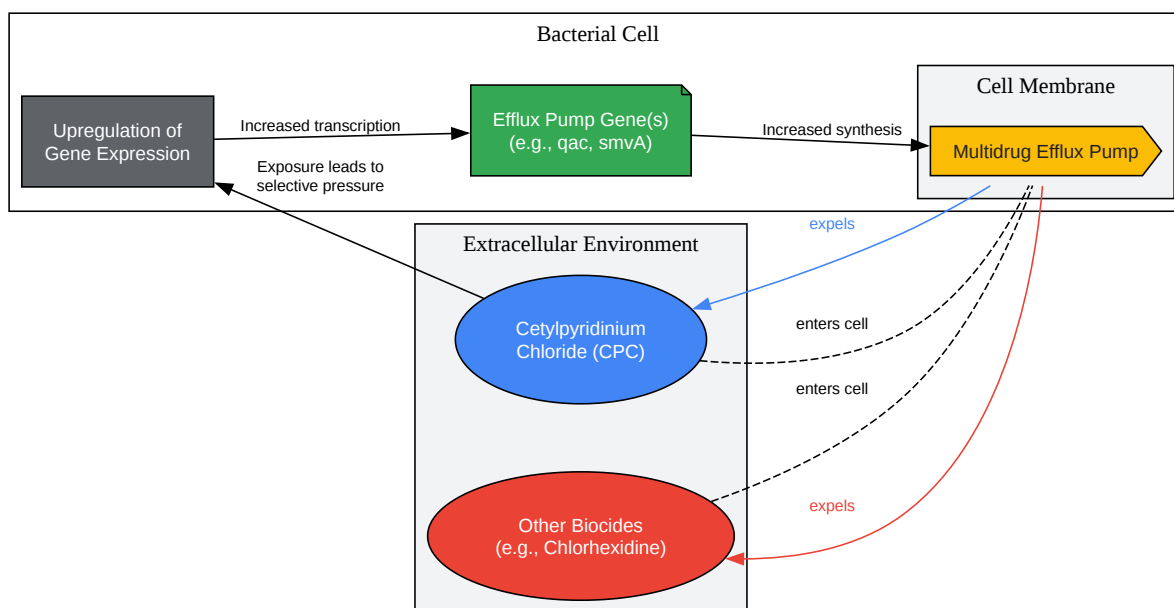 Bacterial Cell
Cell Membrane
Upregulation of
Gene Expression
Increased transcription
Efflux Pump Gene(s)
(e.g., qac, smvA)
Increased synthesis
Multidrug Efflux Pump
Exposure leads to
selective pressure
expels
Extracellular Environment
Cetylpyridinium
Chloride (CPC)
enters cell
enters cell
Other Biocides
(e.g., Chlorhexidine)
expels